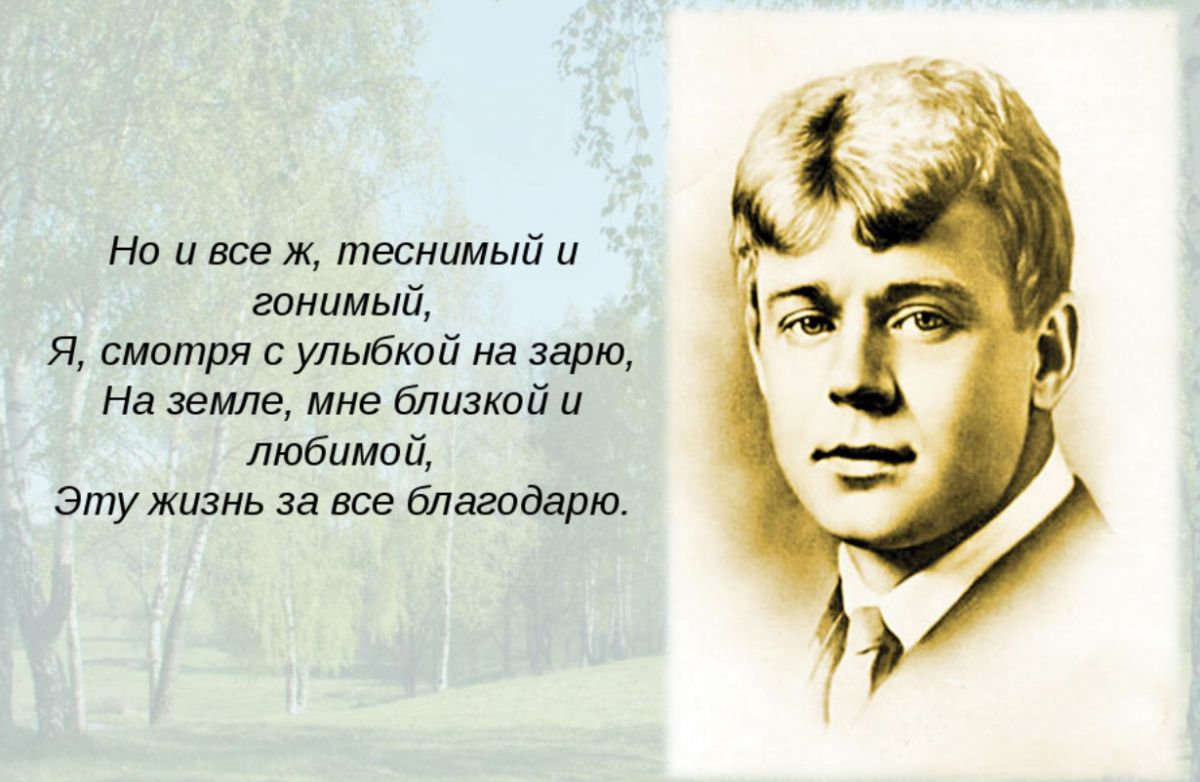 Но и все ж, теснимый и
гонимый,
Я, смотря с улыбкой на зарю,
На земле, мне близкой и
любимой,
Эту жизнь за все благодарю.